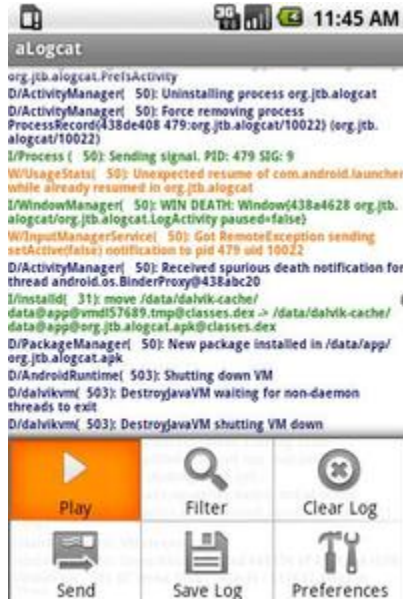 3G
11:45 AM
aLogcat
org.jtb.alogcat.PrefsActivity
D/ActivityManager( 50): Uninstalling process org.jtb.alogcat
D/ActivityManager( 50): Force removing process
ProcessRecord{438de408 479:org.jtb.alogcat/10022} (org.jtb.
alogcat/10022)
I/Process ( 50): Sending signal. PID: 479 SIG: 9
W/UsageStats( 50): Unexpected resume of com.android.launcher
while already resumed in org.jtb.alogcat
I/WindowManager( 50): WIN DEATH: Window{438a4628 org.jtb.
alogcat/org.jtb.alogcat.LogActivity paused=false}
W/InputManagerService( 50): Got RemoteException sending
setActive(false) notification to pid 479 uid 10022
D/ActivityManager( 50): Received spurious death notification for
thread android.os.BinderProxy@438abc20
I/installd( 31): move /data/dalvik-cache/
data@app@vmdl57689.tmp@classes.dex -> /data/dalvik-cache/
data@app@org.jtb.alogcat.apk@classes.dex
D/PackageManager( 50): New package installed in /data/app/
org.jtb.alogcat.apk
D/AndroidRuntime( 503): Shutting down VM
D/dalvikvm( 503): DestroyJavaVM waiting for non-daemon
threads to exit
D/dalvikvm( 503): DestroyJavaVM shutting VM down
Play
Filter
Clear Log
Send
Save Log
Preferences